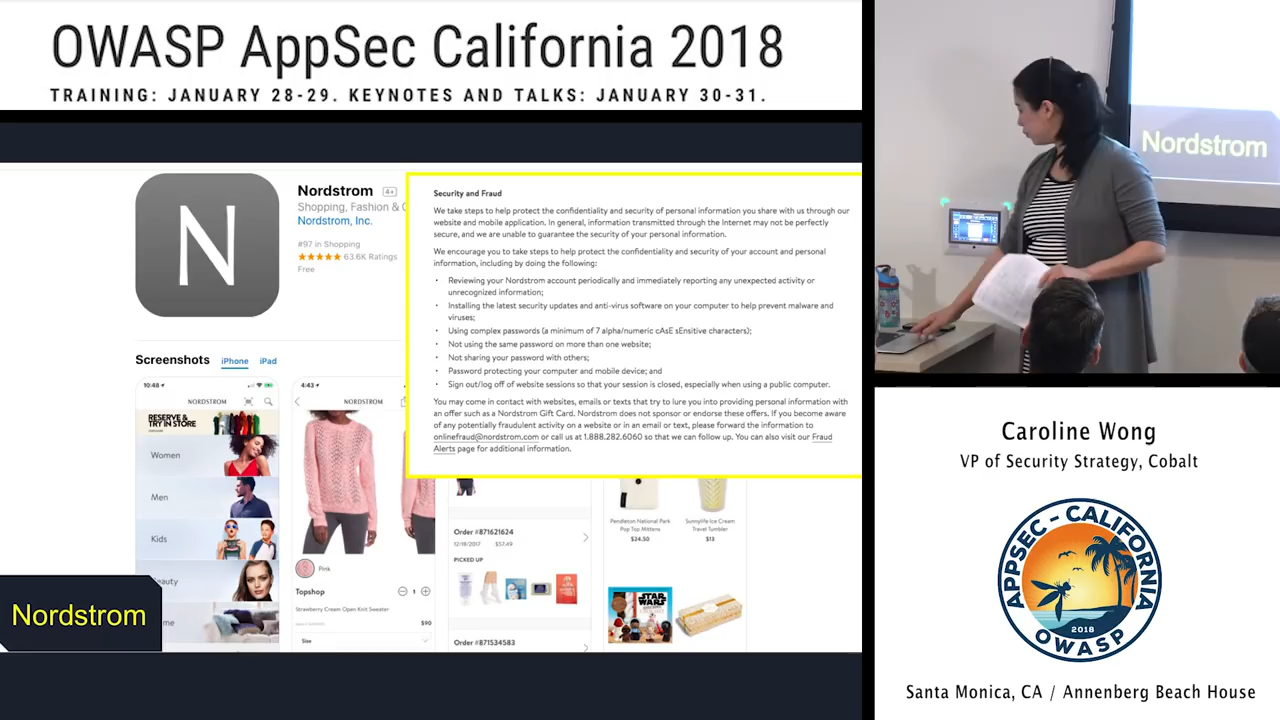 OWASP AppSec California 2018
TRAINING: JANUARY 28-29. KEYNOTES AND TALKS: JANUARY 30-31.
N
Nordstrom 4+
Shopping, Fashion &
Nordstrom, Inc.
#97 in Shopping
★★★★★ 63.6K Ratings
Free
Screenshots iPhone iPad
10:48
NORDSTROM
RESERVE &
TRY IN STORE
Women
Men
Kids
4:43
NORDSTROM
Pink
Topshop
1
Strawberry Cream Open Knit Sweater
$90
Size
Security and Fraud
We take steps to help protect the confidentiality and security of personal information you share with us through our
website and mobile application. In general, information transmitted through the Internet may not be perfectly
secure, and we are unable to guarantee the security of your personal information.
We encourage you to take steps to help protect the confidentiality and security of your account and personal
information, including by doing the following:
• Reviewing your Nordstrom account periodically and immediately reporting any unexpected activity or
unrecognized information;
• Installing the latest security updates and anti-virus software on your computer to help prevent malware and
viruses;
• Using complex passwords (a minimum of 7 alpha/numeric cAsE sEnsitive characters);
• Not using the same password on more than one website;
• Not sharing your password with others;
• Password protecting your computer and mobile device; and
• Sign out/log off of website sessions so that your session is closed, especially when using a public computer.
You may come in contact with websites, emails or texts that try to lure you into providing personal information with
an offer such as a Nordstrom Gift Card. Nordstrom does not sponsor or endorse these offers. If you become aware
of any potentially fraudulent activity on a website or in an email or text, please forward the information to
onlinefraud@nordstrom.com or call us at 1.888.282.6060 so that we can follow up. You can also visit our Fraud
Alerts page for additional information.
Order #871621624
12/18/2017 $57.49
PICKED UP
Order #871534583
Pendleton National Park
Pop Top Mittens
$24.50
Sunnylife Ice Cream
Travel Tumbler
$13
STAR
WARS
Nordstrom
Nordstrom
Caroline Wong
VP of Security Strategy, Cobalt
APPSEC - CALIFORNIA
2018
OWASP
Santa Monica, CA / Annenberg Beach House